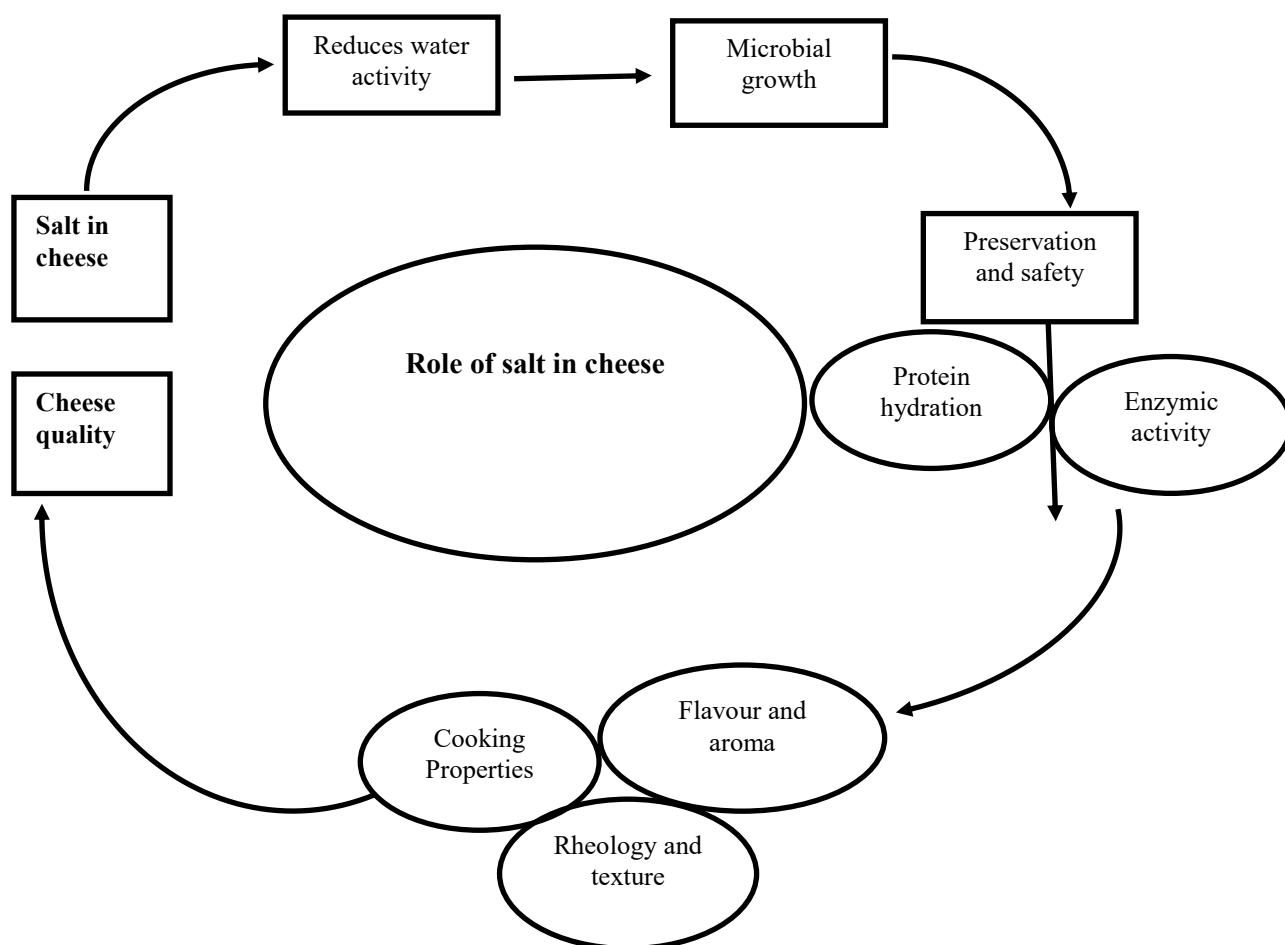 Reduces water
activity
Microbial
growth
Salt in
cheese
Preservation
and safety
Role of salt in cheese
Protein
hydration
Enzymic
activity
Cheese
quality
Flavour and
aroma
Cooking
Properties
Rheology and
texture